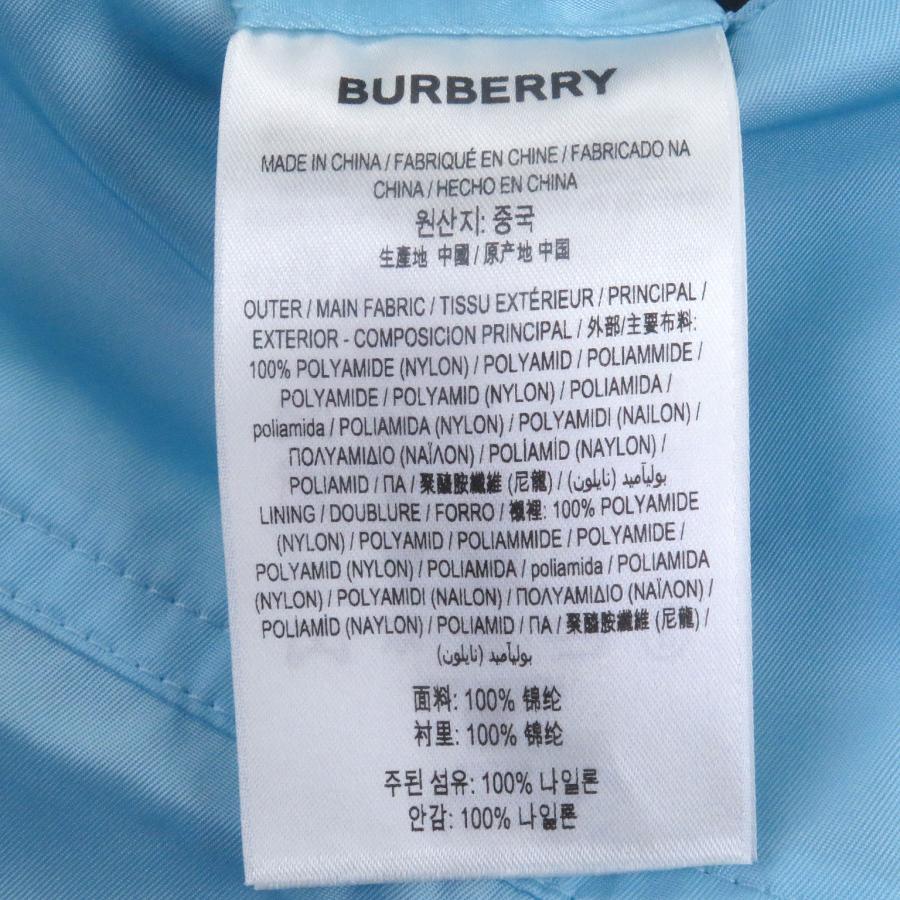 BURBERRY
MADE IN CHINA / FABRIQUÉ EN CHINE / FABRICADO NA
CHINA / HECHO EN CHINA
원산지: 중국
生產地 中國 / 原产地 中国
OUTER / MAIN FABRIC / TISSU EXTÉRIEUR / PRINCIPAL /
EXTERIOR - COMPOSICION PRINCIPAL / 外部/主要布料:
100% POLYAMIDE (NYLON) / POLYAMID / POLIAMMIDE /
POLYAMIDE / POLYAMID (NYLON) / POLIAMIDA /
poliamida / POLIAMIDA (NYLON) / POLYAMIDI (NAILON) /
ΠΟΛΥΑΜΙΔΙΟ (ΝΑΪΛΟΝ) / POLİAMİD (NAYLON) /
POLIAMID / ПА / 聚醯胺纖維 (尼龍) / بوليآميد (نايلون)
LINING / DOUBLURE / FORRO / 襯裡: 100% POLYAMIDE
(NYLON) / POLYAMID / POLIAMMIDE / POLYAMIDE /
POLYAMID (NYLON) / POLIAMIDA / poliamida / POLIAMIDA
(NYLON) / POLYAMIDI (NAILON) / ΠΟΛΥΑΜΙΔΙΟ (ΝΑΪΛΟΝ) /
POLİAMİD (NAYLON) / POLIAMID / ПА / 聚醯胺纖維 (尼龍) /
بوليآميد (نايلون)
面料: 100% 锦纶
衬里: 100% 锦纶
주된 섬유: 100% 나일론
안감: 100% 나일론